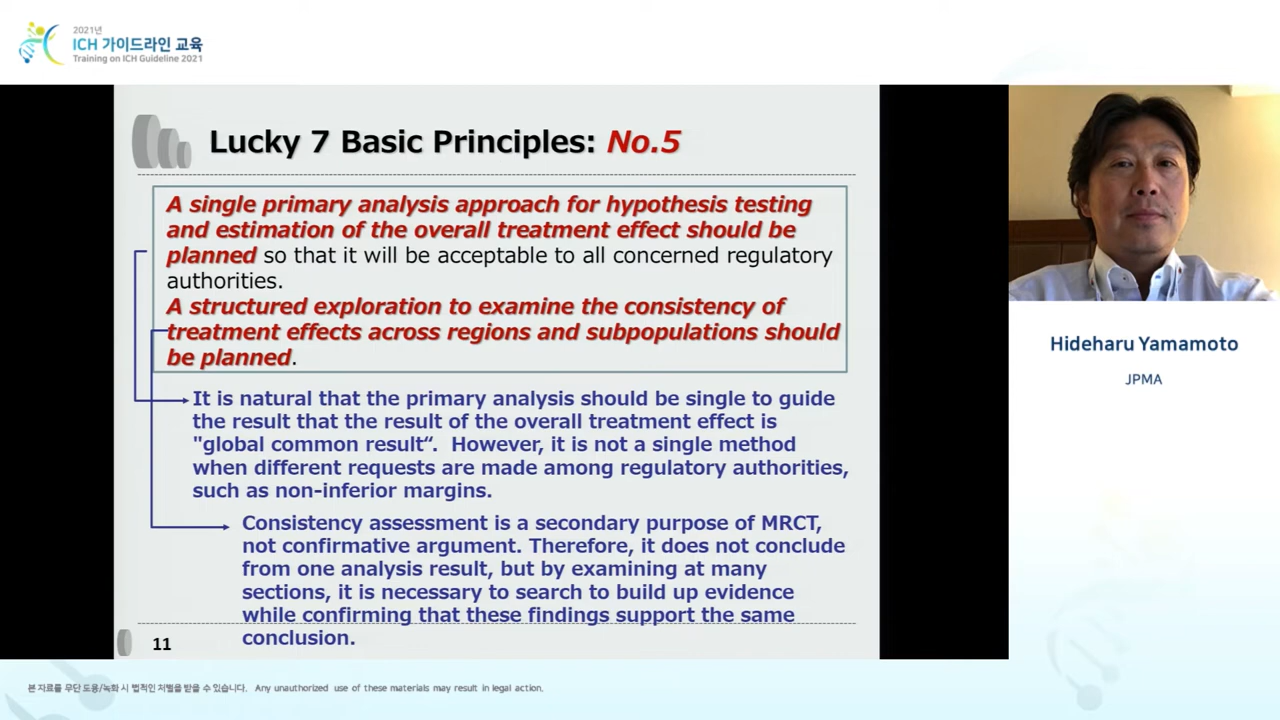 2021년
ICH 가이드라인 교육
Training on ICH Guideline 2021
Lucky 7 Basic Principles: No.5
A single primary analysis approach for hypothesis testing
and estimation of the overall treatment effect should be
planned so that it will be acceptable to all concerned regulatory
authorities.
A structured exploration to examine the consistency of
treatment effects across regions and subpopulations should
be planned.
It is natural that the primary analysis should be single to guide
the result that the result of the overall treatment effect is
"global common result“.  However, it is not a single method
when different requests are made among regulatory authorities,
such as non-inferior margins.
Consistency assessment is a secondary purpose of MRCT,
not confirmative argument. Therefore, it does not conclude
from one analysis result, but by examining at many
sections, it is necessary to search to build up evidence
while confirming that these findings support the same
conclusion.
11
Hideharu Yamamoto
JPMA
본 자료를 무단 도용/녹화 시 법적인 처벌을 받을 수 있습니다. Any unauthorized use of these materials may result in legal action.